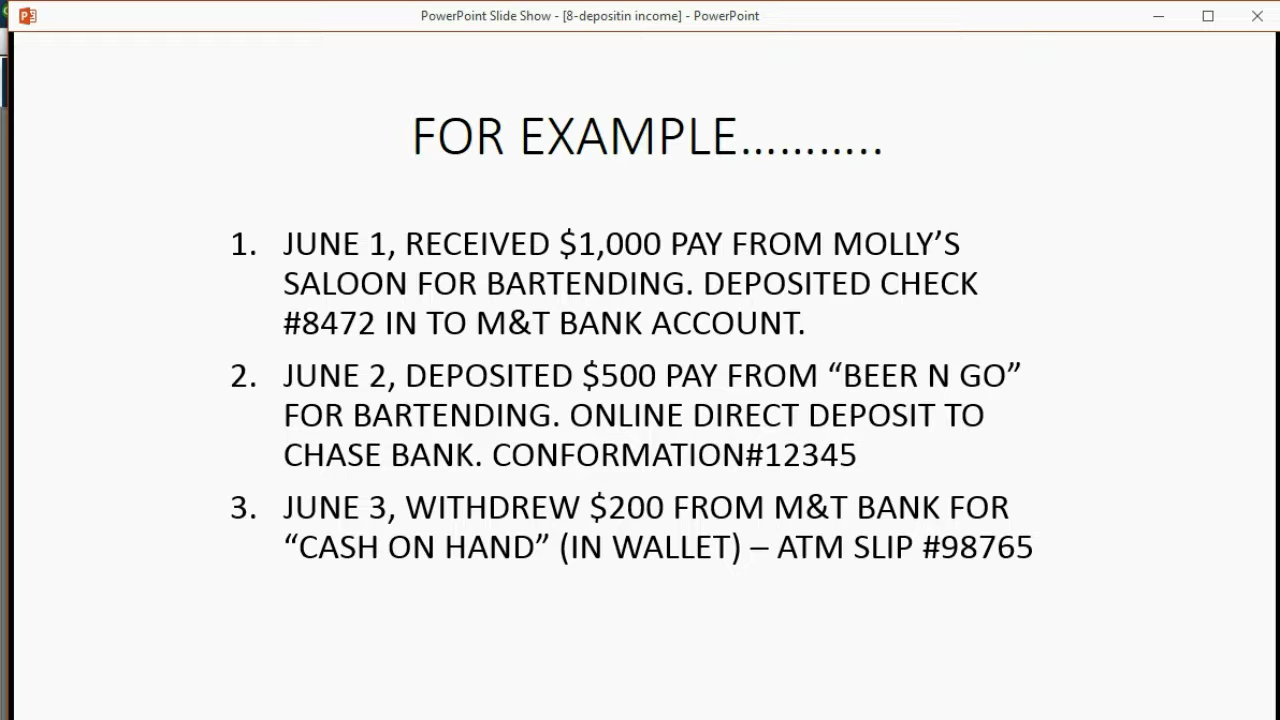 PowerPoint Slide Show - [8-depositin income] - PowerPoint
FOR EXAMPLE………..
1. JUNE 1, RECEIVED $1,000 PAY FROM MOLLY’S
SALOON FOR BARTENDING. DEPOSITED CHECK
#8472 IN TO M&T BANK ACCOUNT.
2. JUNE 2, DEPOSITED $500 PAY FROM “BEER N GO”
FOR BARTENDING. ONLINE DIRECT DEPOSIT TO
CHASE BANK. CONFORMATION#12345
3. JUNE 3, WITHDREW $200 FROM M&T BANK FOR
“CASH ON HAND” (IN WALLET) – ATM SLIP #98765